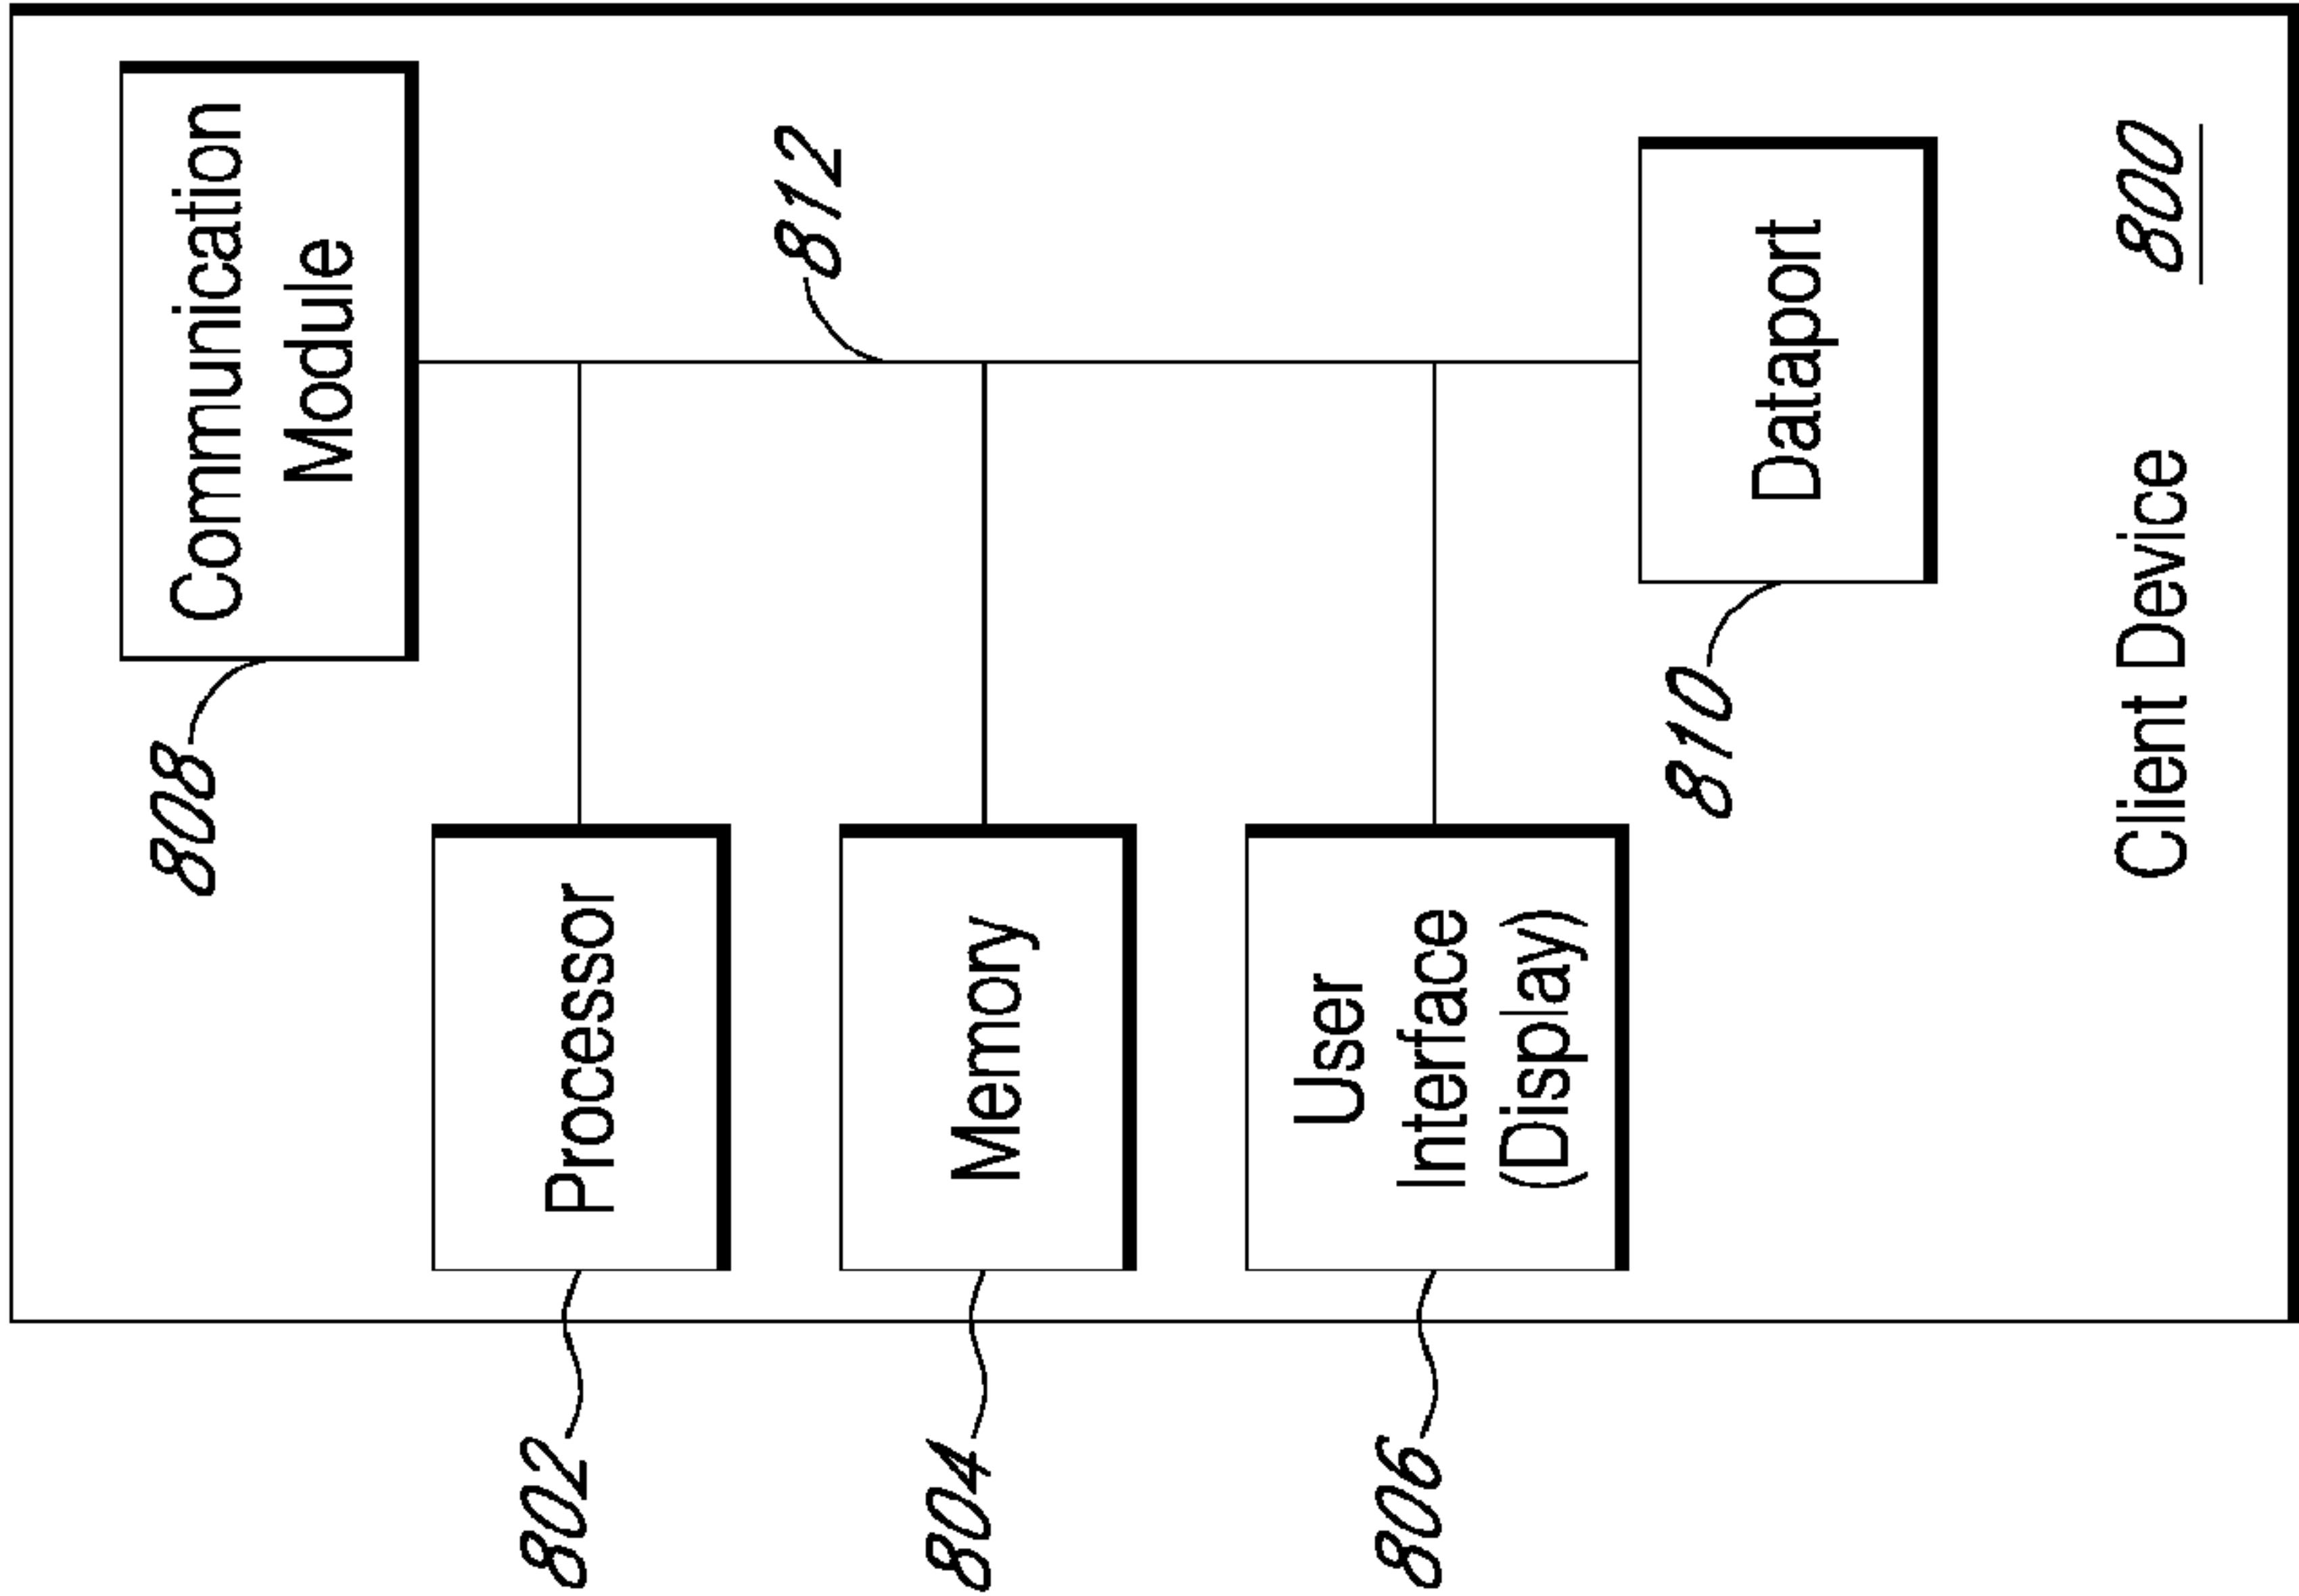 808
Communication
Module
812
802
Processor
804
Memory
806
User
Interface
(Display)
810
Dataport
Client Device
800